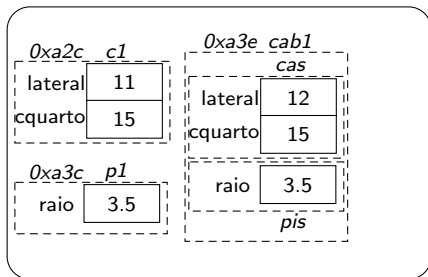 0xa2c c1
lateral 11
cquarto 15
0xa3c p1
raio 3.5
0xa3e cab1
cas
lateral 12
cquarto 15
raio 3.5
pis